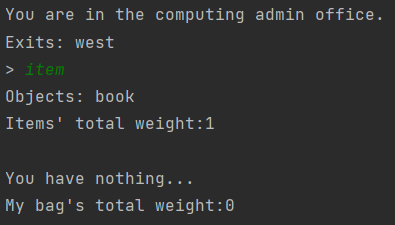 You are in the computing admin office.
Exits: west
> item
Objects: book
Items' total weight:1
You have nothing...
My bag's total weight:0